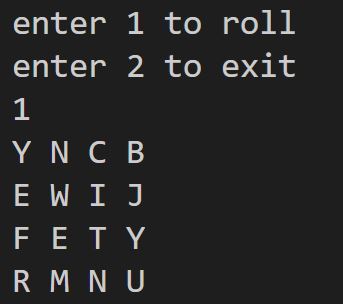 enter 1 to roll
enter 2 to exit
1
Y N C B
E W I J
F E T Y
R M N U